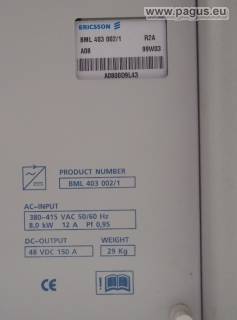 www.pagus.eu
ERICSSON
BML 403 002/1 R2A
A08 99W03
A080009L43
PRODUCT NUMBER
BML 403 002/1
AC-INPUT
380-415 VAC 50/60 Hz
8,0 kW 12 A Pf 0,95
DC-OUTPUT WEIGHT
48 VDC 150 A 29 Kg
CE